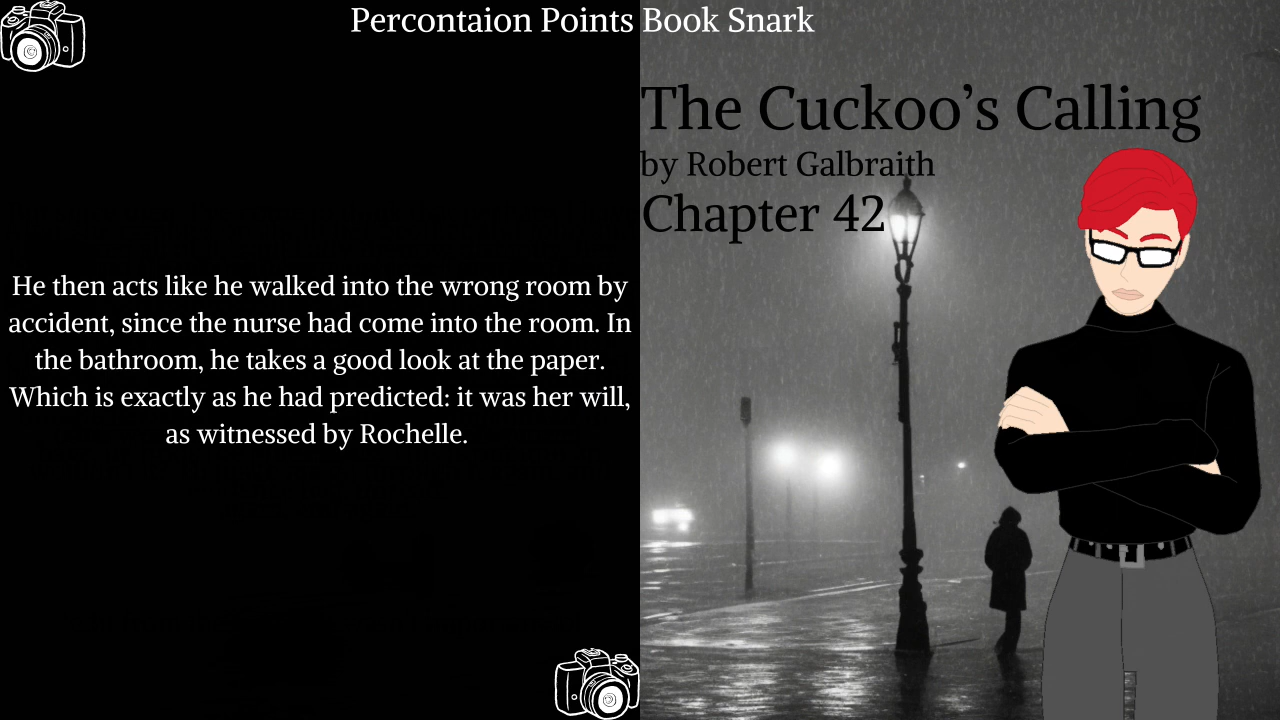 Percontaion Points Book Snark
The Cuckoo’s Calling
by Robert Galbraith
Chapter 42
He then acts like he walked into the wrong room by
accident, since the nurse had come into the room. In
the bathroom, he takes a good look at the paper.
Which is exactly as he had predicted: it was her will,
as witnessed by Rochelle.